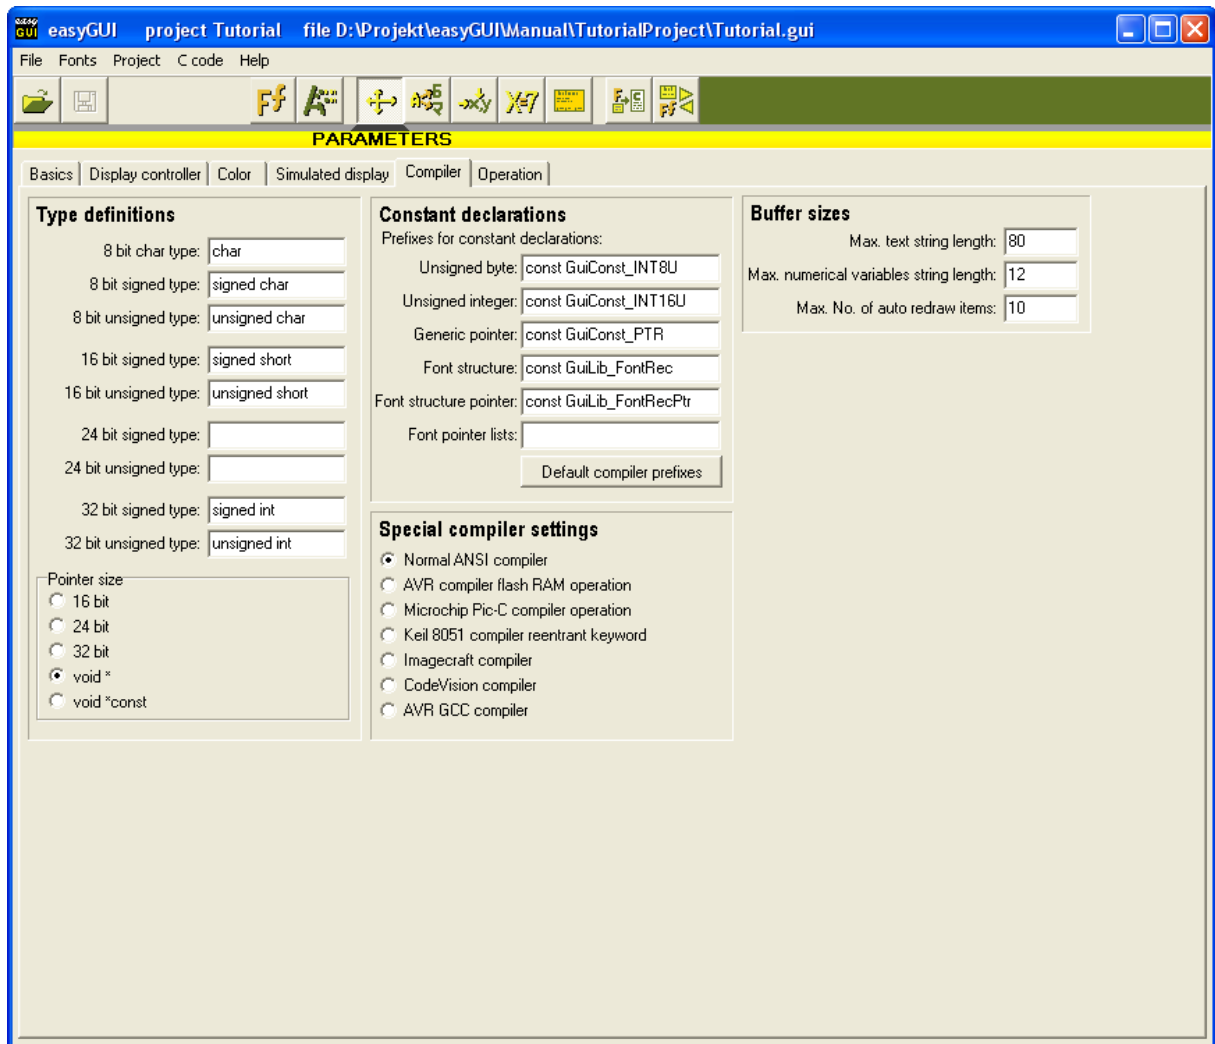 easy GUI easyGUI project Tutorial file D:\Projekt\easyGUI\Manual\TutorialProject\Tutorial.gui
File Fonts Project C code Help
PARAMETERS
Basics Display controller Color Simulated display Compiler Operation
Type definitions
8 bit char type: char
8 bit signed type: signed char
8 bit unsigned type: unsigned char
16 bit signed type: signed short
16 bit unsigned type: unsigned short
24 bit signed type:
24 bit unsigned type:
32 bit signed type: signed int
32 bit unsigned type: unsigned int
Pointer size
16 bit
24 bit
32 bit
void *
void *const
Constant declarations
Prefixes for constant declarations:
Unsigned byte: const GuiConst_INT8U
Unsigned integer: const GuiConst_INT16U
Generic pointer: const GuiConst_PTR
Font structure: const GuiLib_FontRec
Font structure pointer: const GuiLib_FontRecPtr
Font pointer lists:
Default compiler prefixes
Special compiler settings
Normal ANSI compiler
AVR compiler flash RAM operation
Microchip Pic-C compiler operation
Keil 8051 compiler reentrant keyword
Imagecraft compiler
CodeVision compiler
AVR GCC compiler
Buffer sizes
Max. text string length: 80
Max. numerical variables string length: 12
Max. No. of auto redraw items: 10